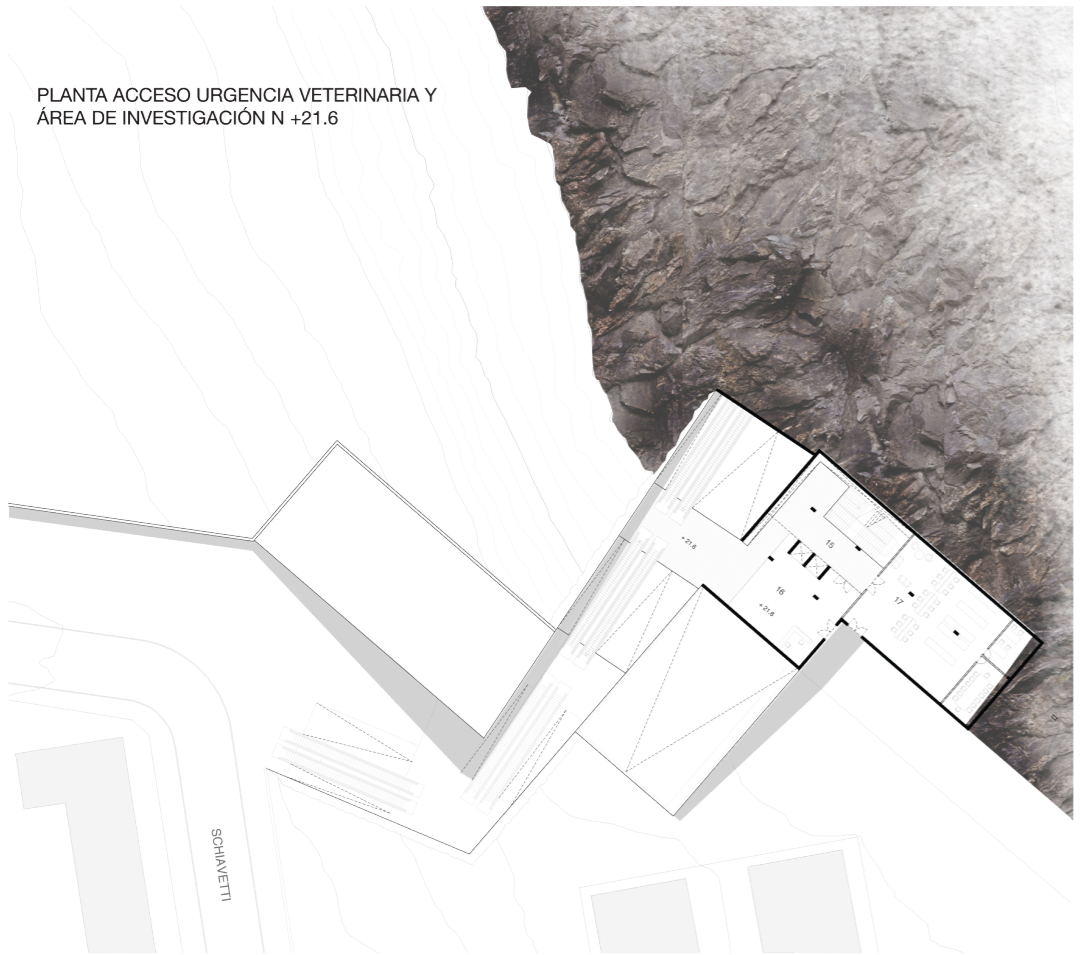 PLANTA ACCESO URGENCIA VETERINARIA Y
ÁREA DE INVESTIGACIÓN N +21.6
+ 21.6
15
16
+ 21.6
17
SCHIAVETTI